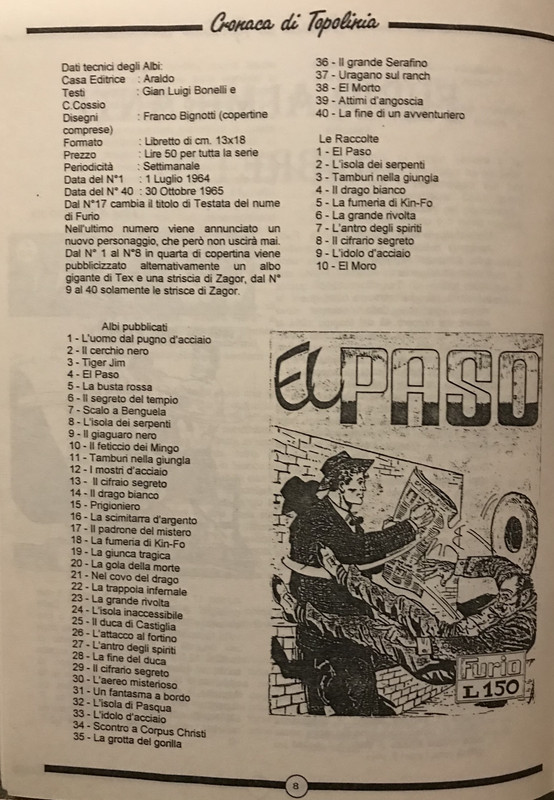 Cronaca di Topolinia
Dati tecnici degli Albi:
Casa Editrice : Araldo
Testi : Gian Luigi Bonelli e
C.Cossio
Disegni : Franco Bignotti (copertine
comprese)
Formato : Libretto di cm. 13x18
Prezzo : Lire 50 per tutta la serie
Periodicità : Settimanale
Data del N°1 : 1 Luglio 1964
Data del N° 40 : 30 Ottobre 1965
Dal N°17 cambia il titolo di Testata del nume
di Furio
Nell'ultimo numero viene annunciato un
nuovo personaggio, che però non uscirà mai.
Dal N° 1 al N°8 in quarta di copertina viene
pubblicizzato alternativamente un albo
gigante di Tex e una striscia di Zagor, dal N°
9 al 40 solamente le strisce di Zagor.
Albi pubblicati
1 - L'uomo dal pugno d'acciaio
2 - Il cerchio nero
3 - Tiger Jim
4 - El Paso
5 - La busta rossa
6 - Il segreto del tempio
7 - Scalo a Benguela
8 - L'isola dei serpenti
9 - Il giaguaro nero
10 - Il feticcio dei Mingo
11 - Tamburi nella giungla
12 - I mostri d'acciaio
13 - Il cifraio segreto
14 - Il drago bianco
15 - Prigioniero
16 - La scimitarra d'argento
17 - Il padrone del mistero
18 - La fumeria di Kin-Fo
19 - La giunca tragica
20 - La gola della morte
21 - Nel covo del drago
22 - La trappola infernale
23 - La grande rivolta
24 - L'isola inaccessibile
25 - Il duca di Castiglia
26 - L'attacco al fortino
27 - L'antro degli spiriti
28 - La fine del duca
29 - Il cifrario segreto
30 - L'aereo misterioso
31 - Un fantasma a bordo
32 - L'isola di Pasqua
33 - L'idolo d'acciaio
34 - Scontro a Corpus Christi
35 - La grotta del gorilla
36 - Il grande Serafino
37 - Uragano sul ranch
38 - El Morto
39 - Attimi d'angoscia
40 - La fine di un avventuriero
Le Raccolte
1 - El Paso
2 - L'isola dei serpenti
3 - Tamburi nella giungla
4 - Il drago bianco
5 - La fumeria di Kin-Fo
6 - La grande rivolta
7 - L'antro degli spiriti
8 - Il cifrario segreto
9 - L'idolo d'acciaio
10 - El Moro
El PASO
Furio
L.150
8